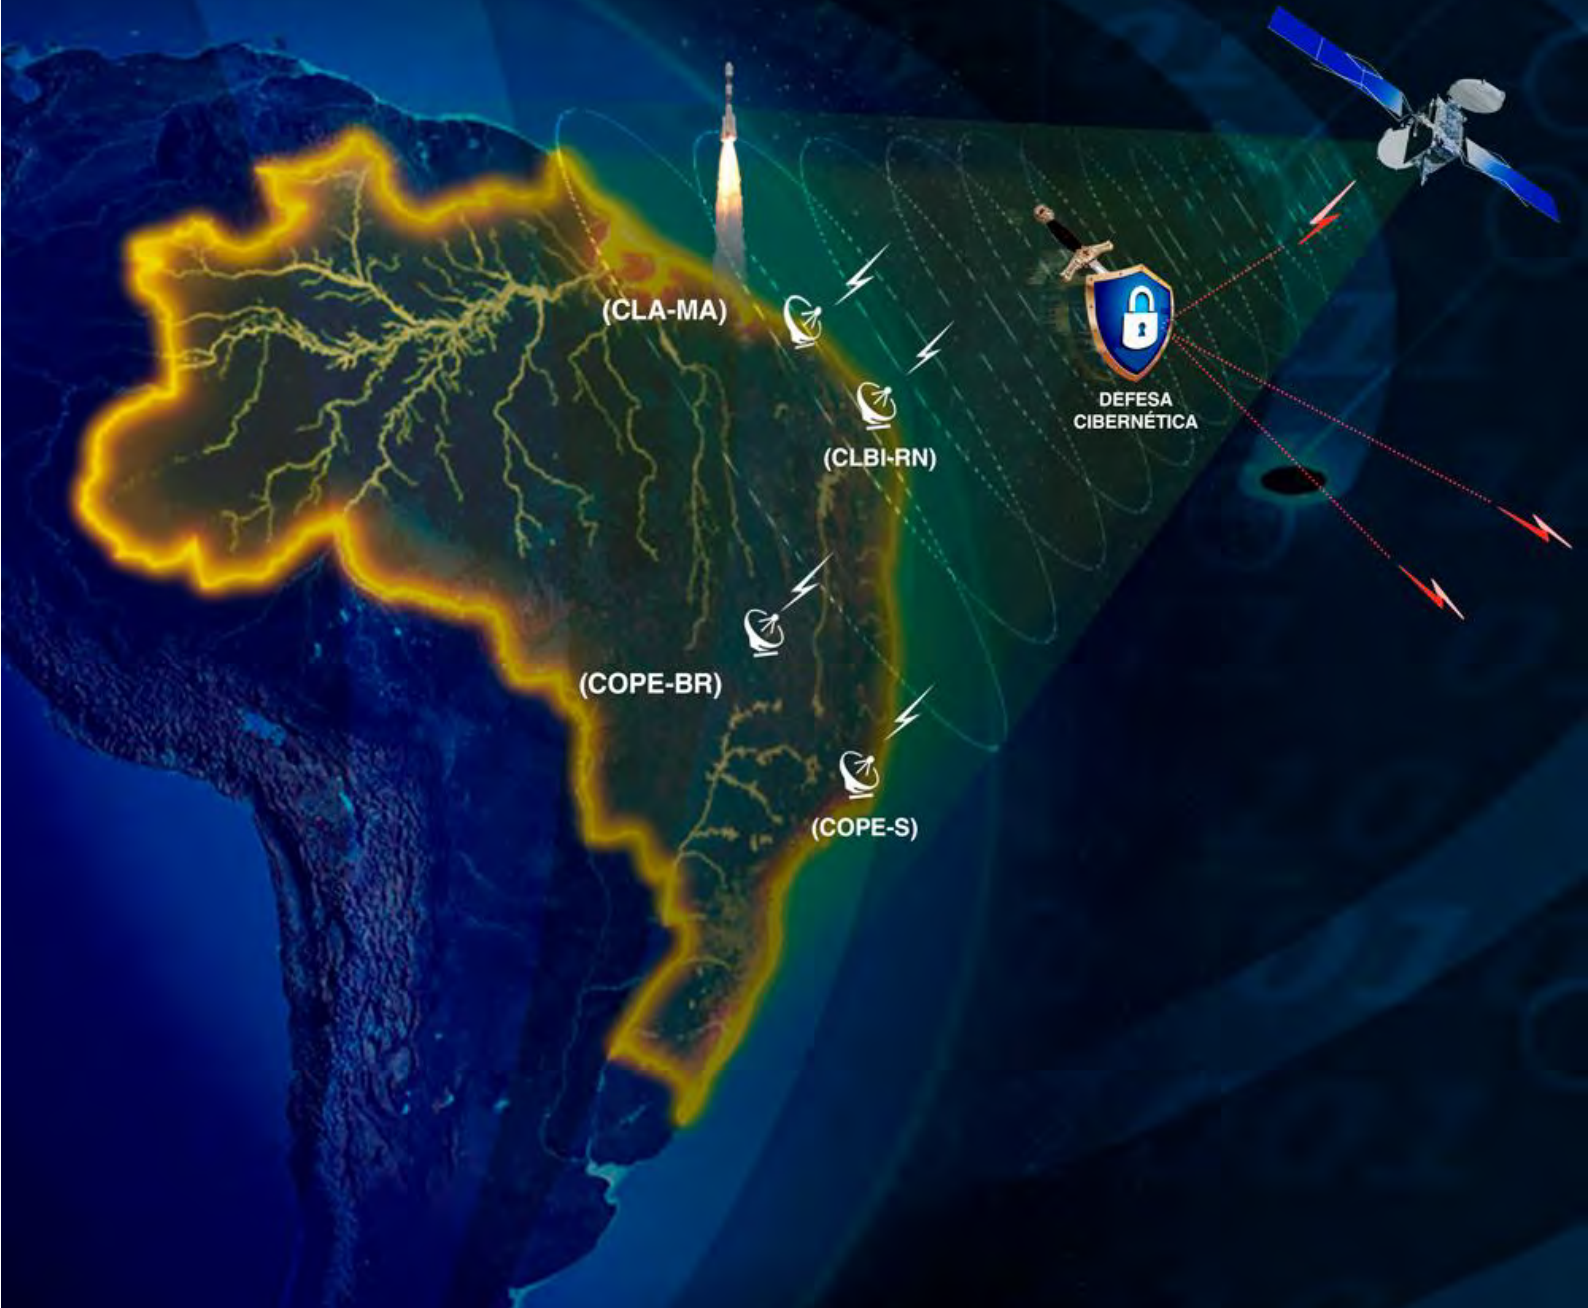 (CLA-MA)
DEFESA
CIBERNÉTICA
(CLBI-RN)
(COPE-BR)
(COPE-S)